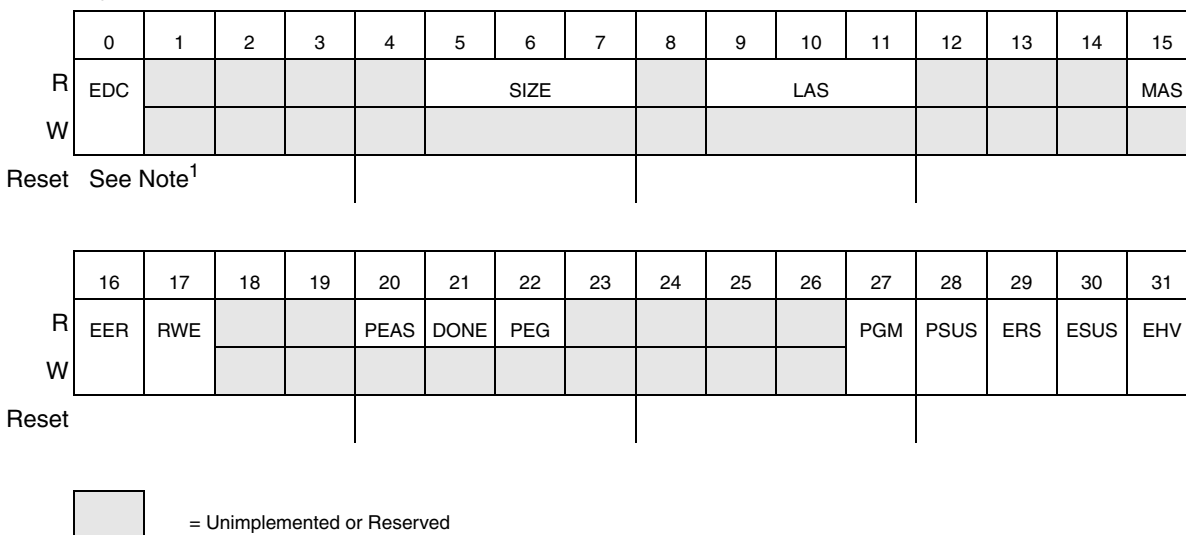 0 1 2 3 4 5 6 7 8 9 10 11 12 13 14 15
R EDC SIZE LAS MAS
W
Reset See Note1
16 17 18 19 20 21 22 23 24 25 26 27 28 29 30 31
R EER RWE PEAS DONE PEG PGM PSUS ERS ESUS EHV
W
Reset
= Unimplemented or Reserved